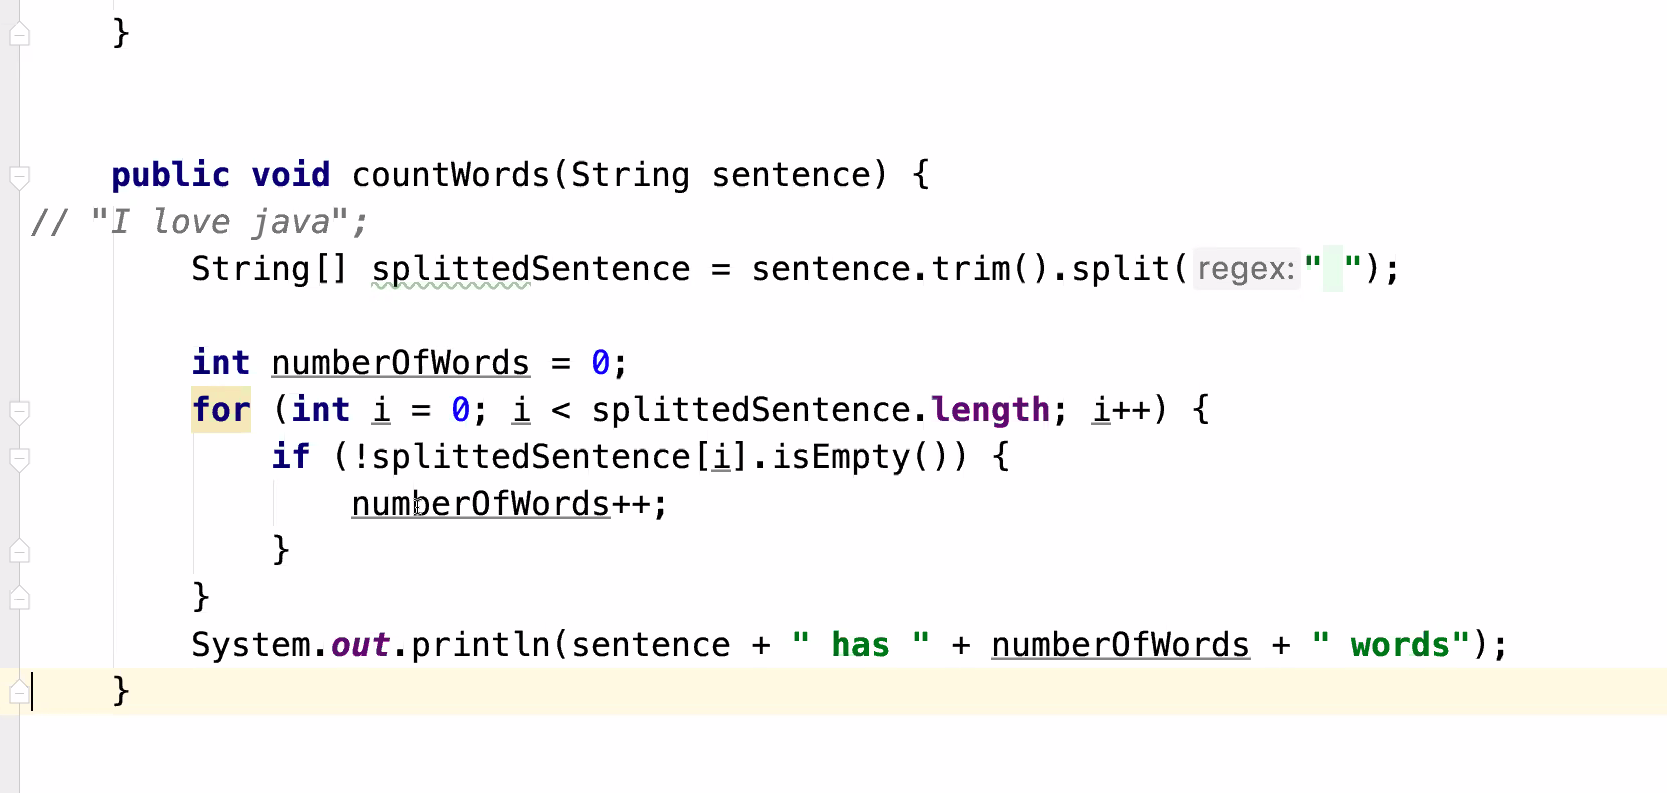 }
public void countWords(String sentence) {
// "I love java";
String[] splittedSentence = sentence.trim().split( regex: " ");
int numberOfWords = 0;
for (int i = 0; i < splittedSentence.length; i++) {
if (!splittedSentence[i].isEmpty()) {
numberOfWords++;
}
}
System.out.println(sentence + " has " + numberOfWords + " words");
}